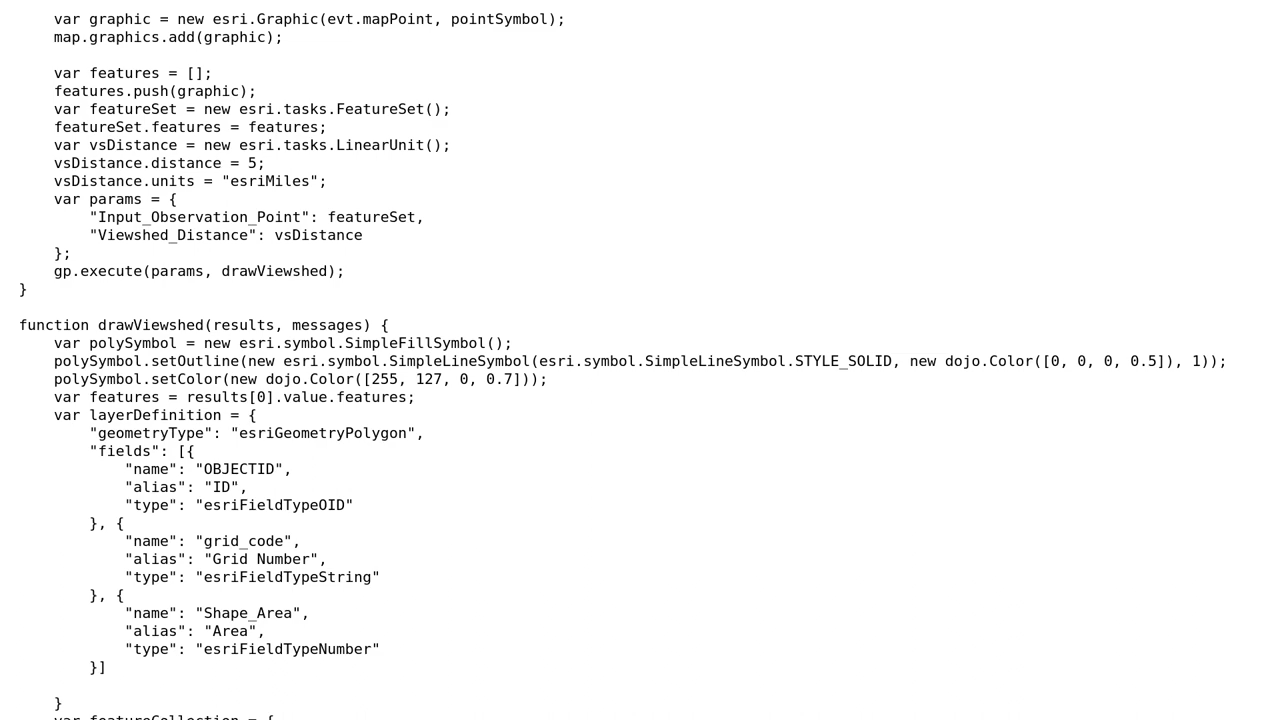 var graphic = new esri.Graphic(evt.mapPoint, pointSymbol);
map.graphics.add(graphic);
var features = [];
features.push(graphic);
var featureSet = new esri.tasks.FeatureSet();
featureSet.features = features;
var vsDistance = new esri.tasks.LinearUnit();
vsDistance.distance = 5;
vsDistance.units = "esriMiles";
var params = {
"Input_Observation_Point": featureSet,
"Viewshed_Distance": vsDistance
};
gp.execute(params, drawViewshed);
}
function drawViewshed(results, messages) {
var polySymbol = new esri.symbol.SimpleFillSymbol();
polySymbol.setOutline(new esri.symbol.SimpleLineSymbol(esri.symbol.SimpleLineSymbol.STYLE_SOLID, new dojo.Color([0, 0, 0, 0.5]), 1));
polySymbol.setColor(new dojo.Color([255, 127, 0, 0.7]));
var features = results[0].value.features;
var layerDefinition = {
"geometryType": "esriGeometryPolygon",
"fields": [{
"name": "OBJECTID",
"alias": "ID",
"type": "esriFieldTypeOID"
}, {
"name": "grid_code",
"alias": "Grid Number",
"type": "esriFieldTypeString"
}, {
"name": "Shape_Area",
"alias": "Area",
"type": "esriFieldTypeNumber"
}]
}
var featureCollection = {